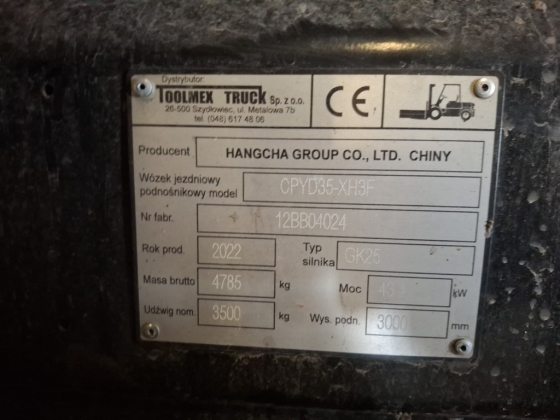 Dystrybutor:
TOOLMEX TRUCK Sp. z o.o.
26-500 Szydłowiec, ul. Metalowa 7b
tel. (048) 617 48 06
CE
Producent HANGCHA GROUP CO., LTD. CHINY
Wózek jezdniowy
podnośnikowy model CPYD35-XH3F
Nr fabr. 12BB04024
Rok prod. 2022 Typ silnika GK25
Masa brutto 4785 kg Moc kW
Udźwig nom. 3500 kg Wys. podn. 3000 mm